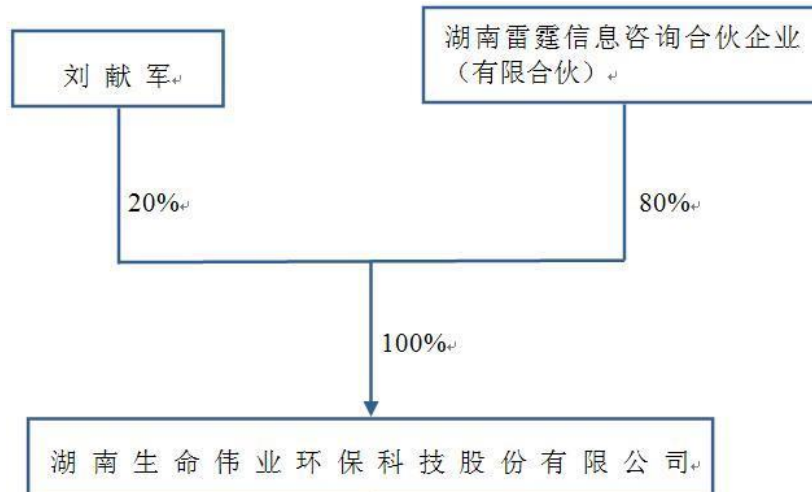 刘献军
湖南雷霆信息咨询合伙企业
（有限合伙）
20%
80%
100%
湖南生命伟业环保科技股份有限公司